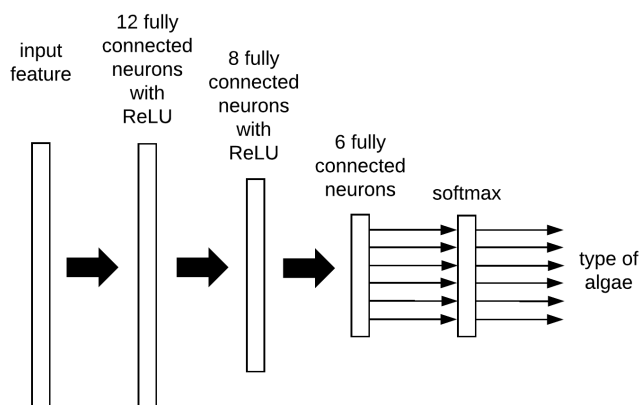 input
feature
12 fully
connected
neurons
with
ReLU
8 fully
connected
neurons
with
ReLU
6 fully
connected
neurons
softmax
type of
algae